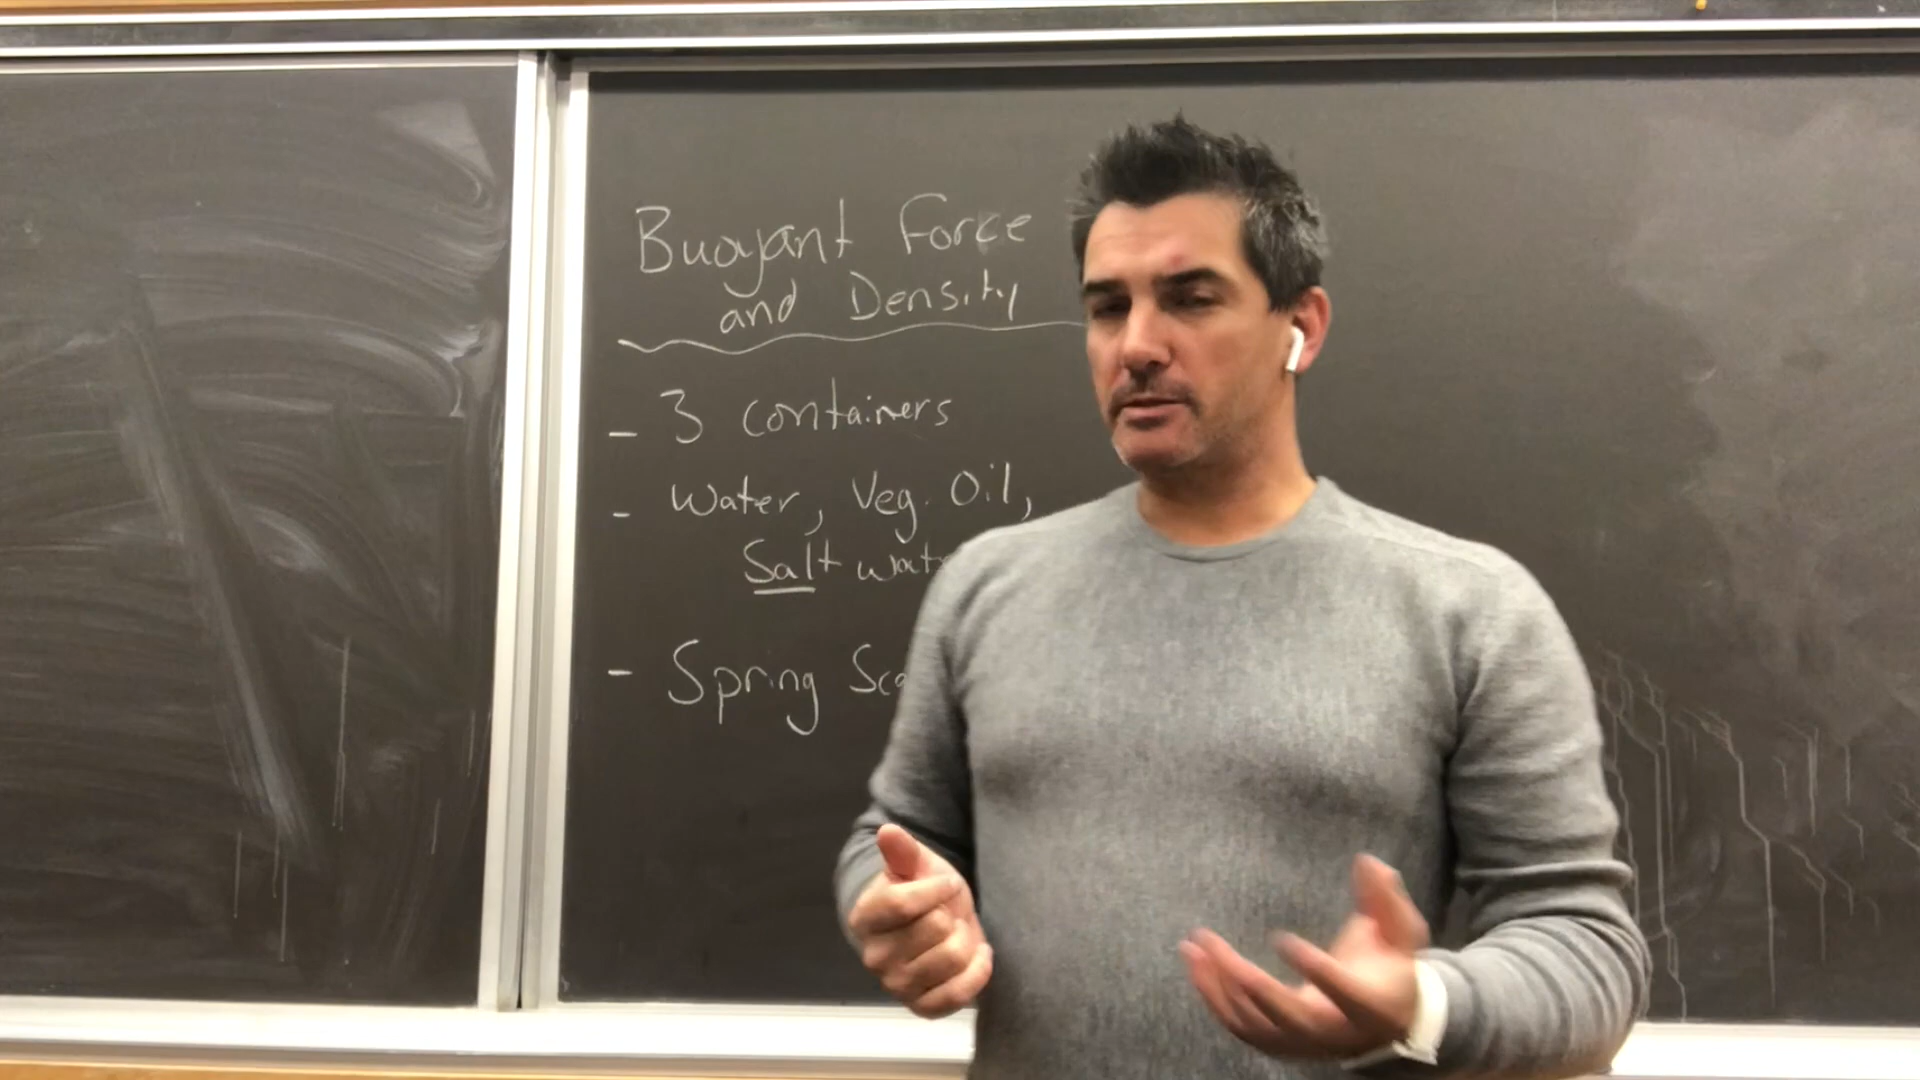 Buoyant Force
and Density
- 3 containers
- Water, Veg. Oil,
Salt
- Spring